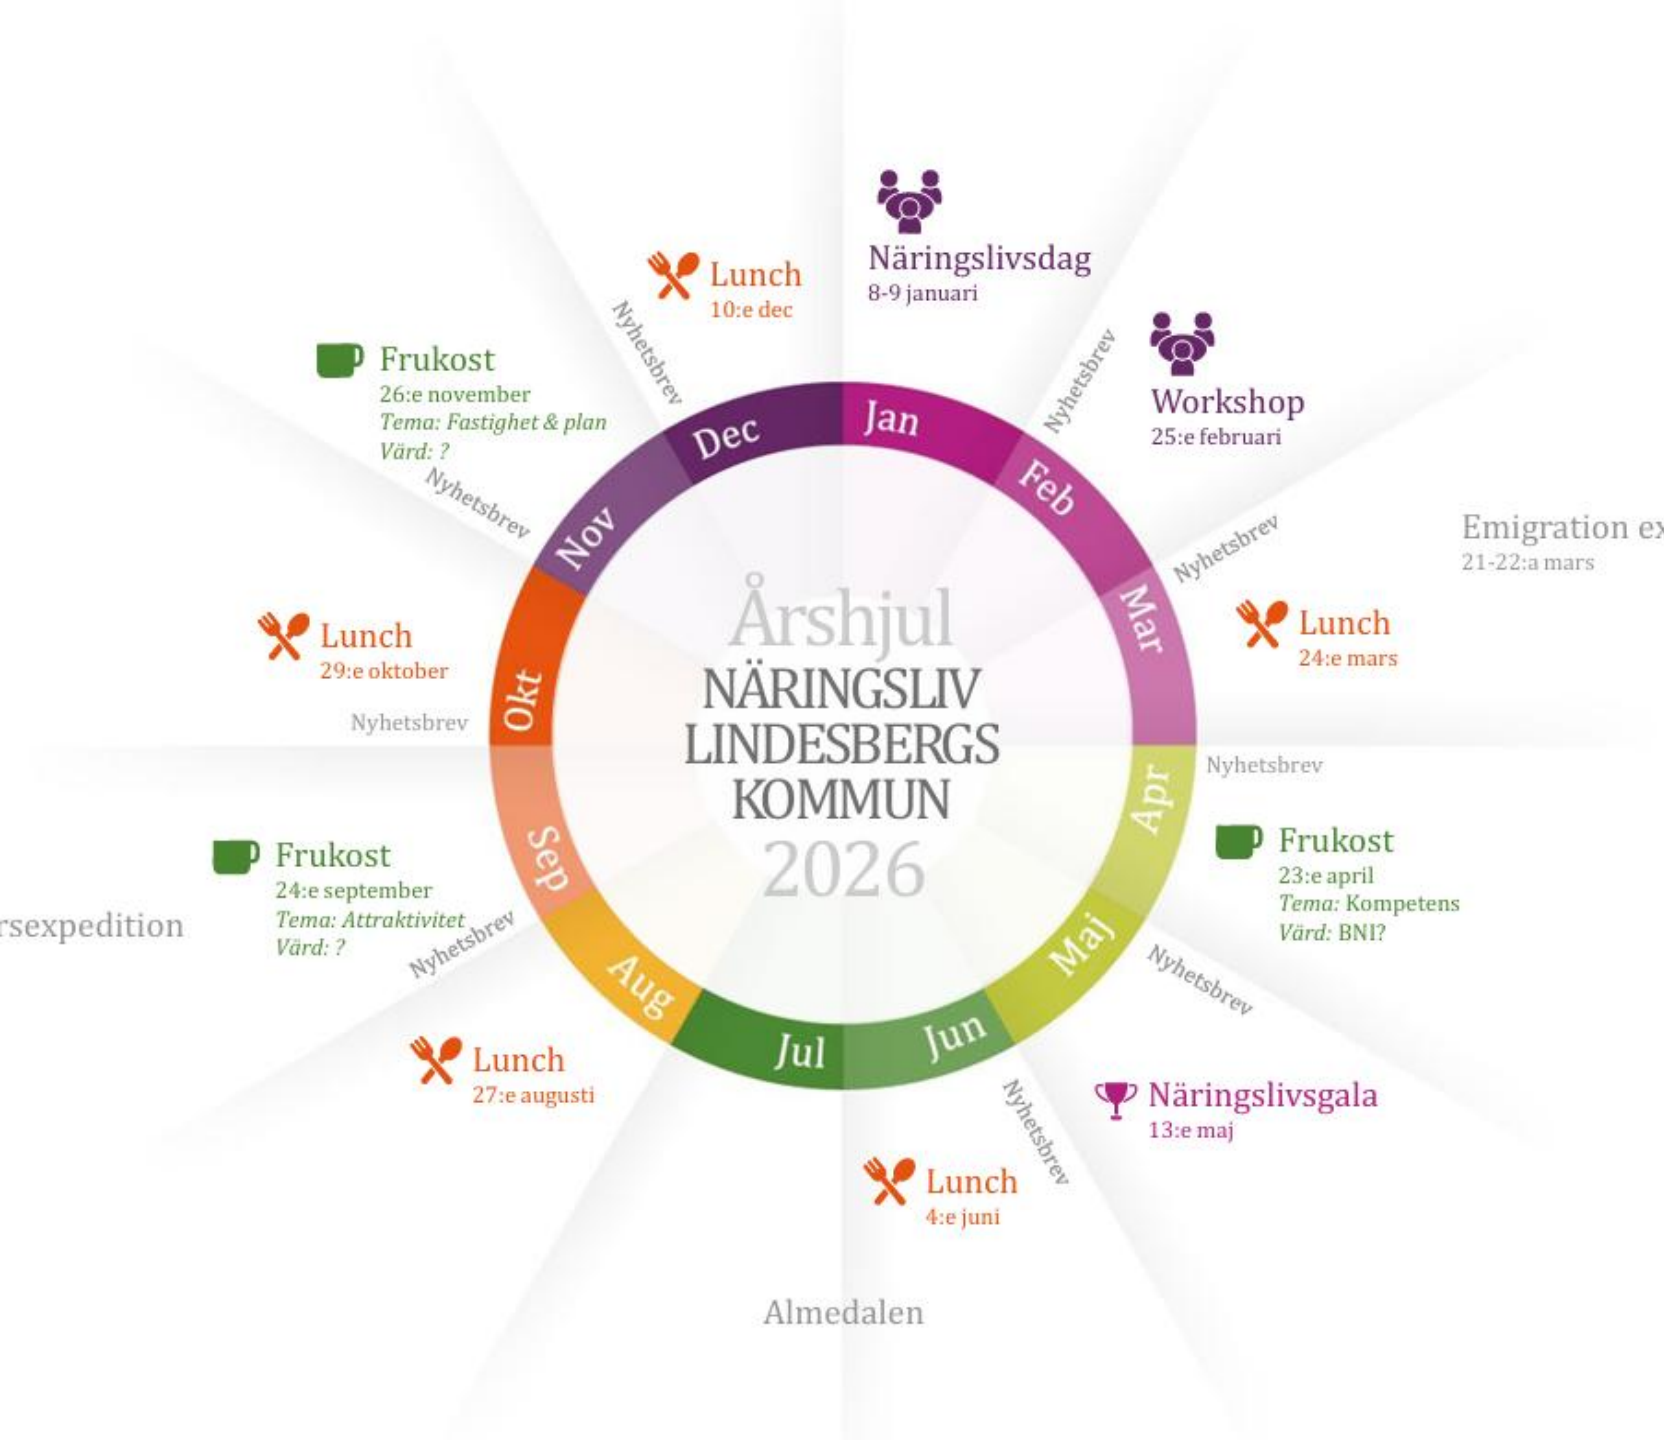 Årshjul
NÄRINGSLIV
LINDESBERGS
KOMMUN
2026
Jan
Näringslivsdag
8-9 januari
Nyhetsbrev
Feb
Workshop
25:e februari
Nyhetsbrev
Mar
Emigration
21-22:a mars
Lunch
24:e mars
Nyhetsbrev
Apr
Frukost
23:e april
Tema: Kompetens
Värd: BNI?
Nyhetsbrev
Maj
Näringslivsgala
13:e maj
Nyhetsbrev
Jun
Lunch
4:e juni
Almedalen
Jul
Aug
Lunch
27:e augusti
Nyhetsbrev
Sep
Frukost
24:e september
Tema: Attraktivitet
Värd: ?
rsexpedition
Nyhetsbrev
Okt
Lunch
29:e oktober
Nyhetsbrev
Nov
Frukost
26:e november
Tema: Fastighet & plan
Värd: ?
Nyhetsbrev
Dec
Lunch
10:e dec